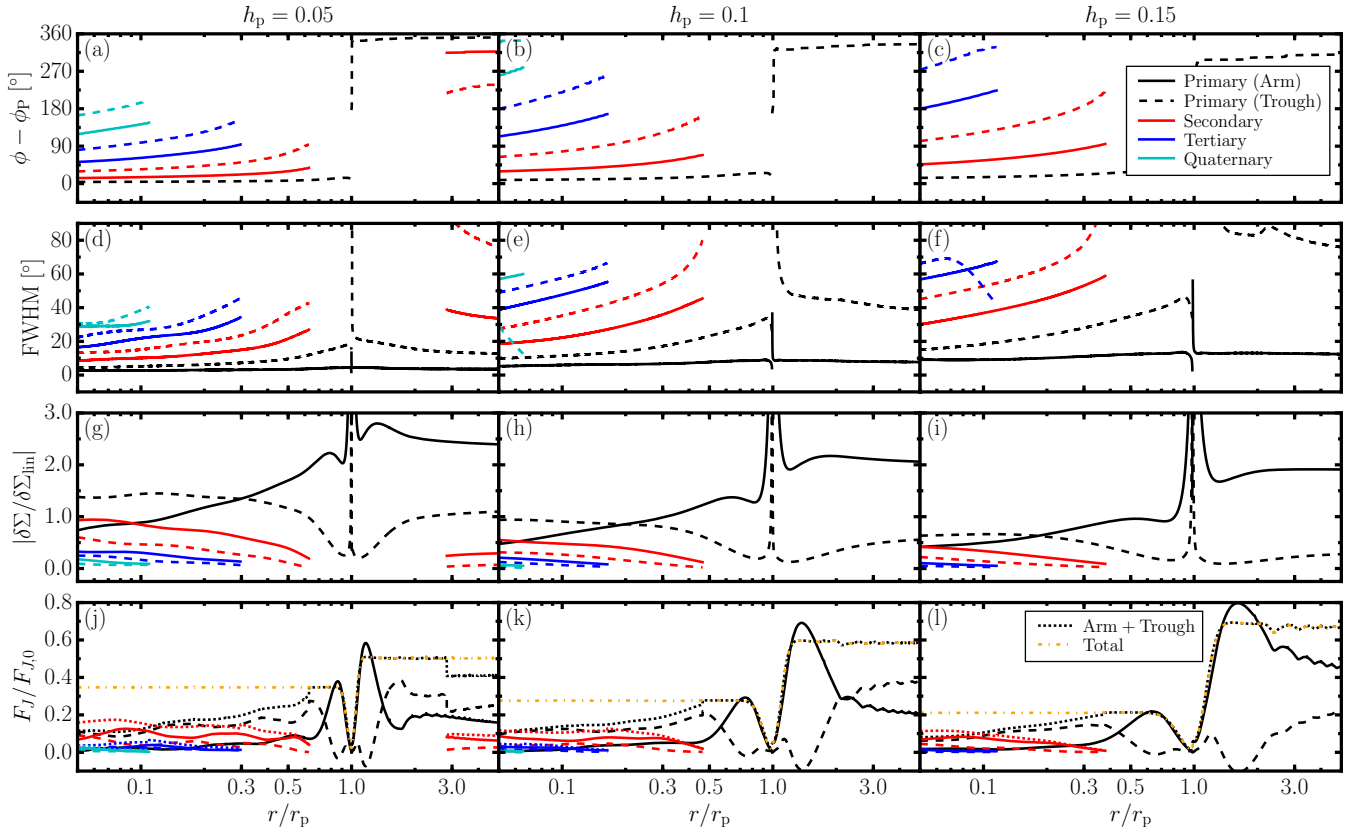 h_p = 0.05 h_p = 0.1 h_p = 0.15
ϕ − ϕ_P [°]
360
270
180
90
0
(a) (b) (c)
Primary (Arm)
Primary (Trough)
Secondary
Tertiary
Quaternary
FWHM [°]
80
60
40
20
0
(d) (e) (f)
|δΣ/δΣ_lin|
3.0
2.0
1.0
0.0
(g) (h) (i)
F_J/F_{J,0}
0.8
0.6
0.4
0.2
0.0
(j) (k) (l)
Arm + Trough
Total
0.1 0.3 0.5 1.0 3.0 0.1 0.3 0.5 1.0 3.0 0.1 0.3 0.5 1.0 3.0
r/r_p r/r_p r/r_p